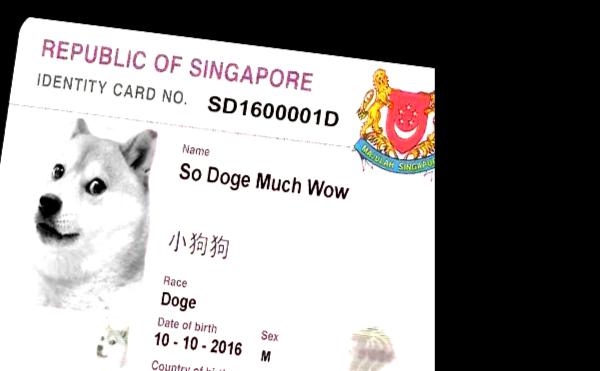 REPUBLIC OF SINGAPORE
IDENTITY CARD NO. SD1600001D
MAJULAH SINGAPURA
Name
So Doge Much Wow
小狗狗
Race
Doge
Date of birth Sex
10 - 10 - 2016 M
Country of